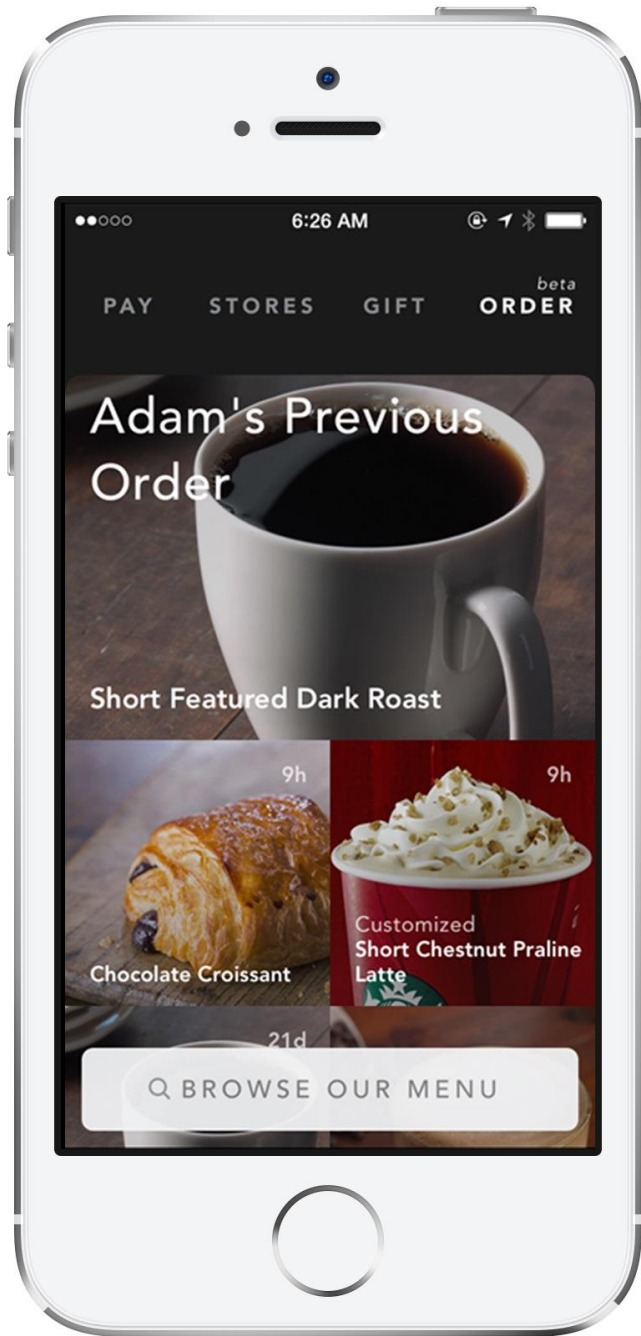 6:26 AM
beta
PAY STORES GIFT ORDER
Adam's Previous
Order
Short Featured Dark Roast
9h
Chocolate Croissant
9h
Customized
Short Chestnut Praline
Latte
21d
BROWSE OUR MENU